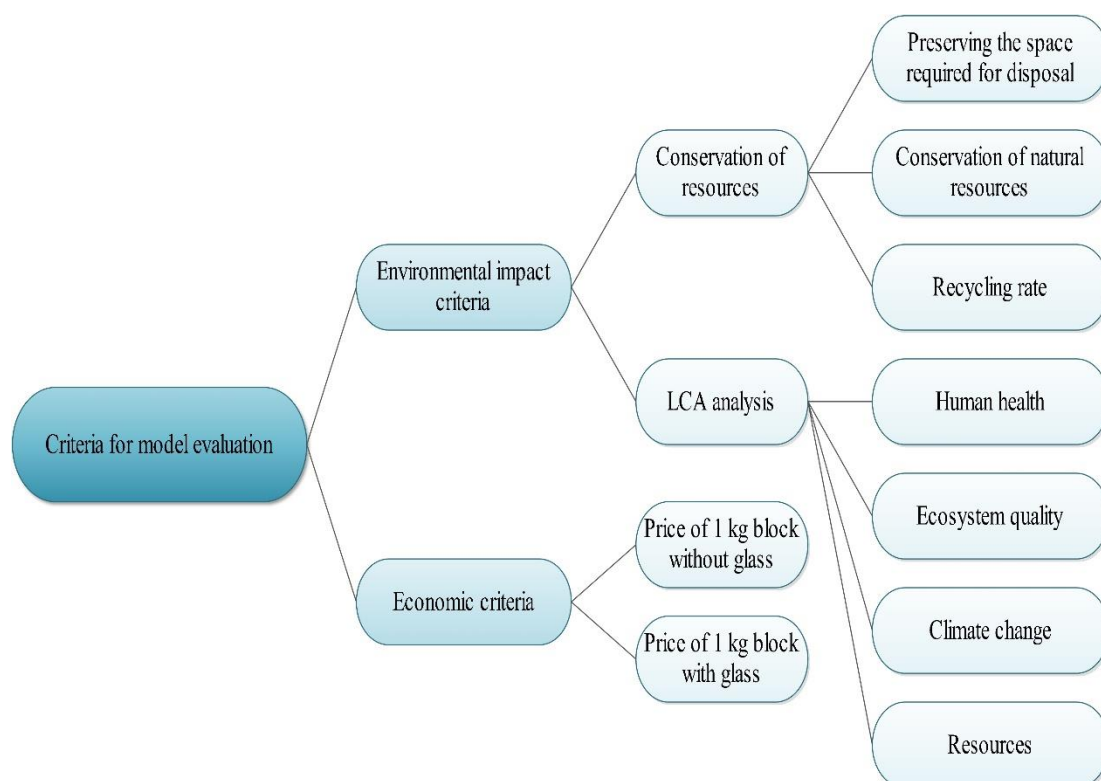 Preserving the space
required for disposal
Conservation of
resources
Conservation of natural
resources
Environmental impact
criteria
Recycling rate
LCA analysis
Human health
Criteria for model evaluation
Price of 1 kg block
without glass
Ecosystem quality
Economic criteria
Price of 1 kg block
with glass
Climate change
Resources